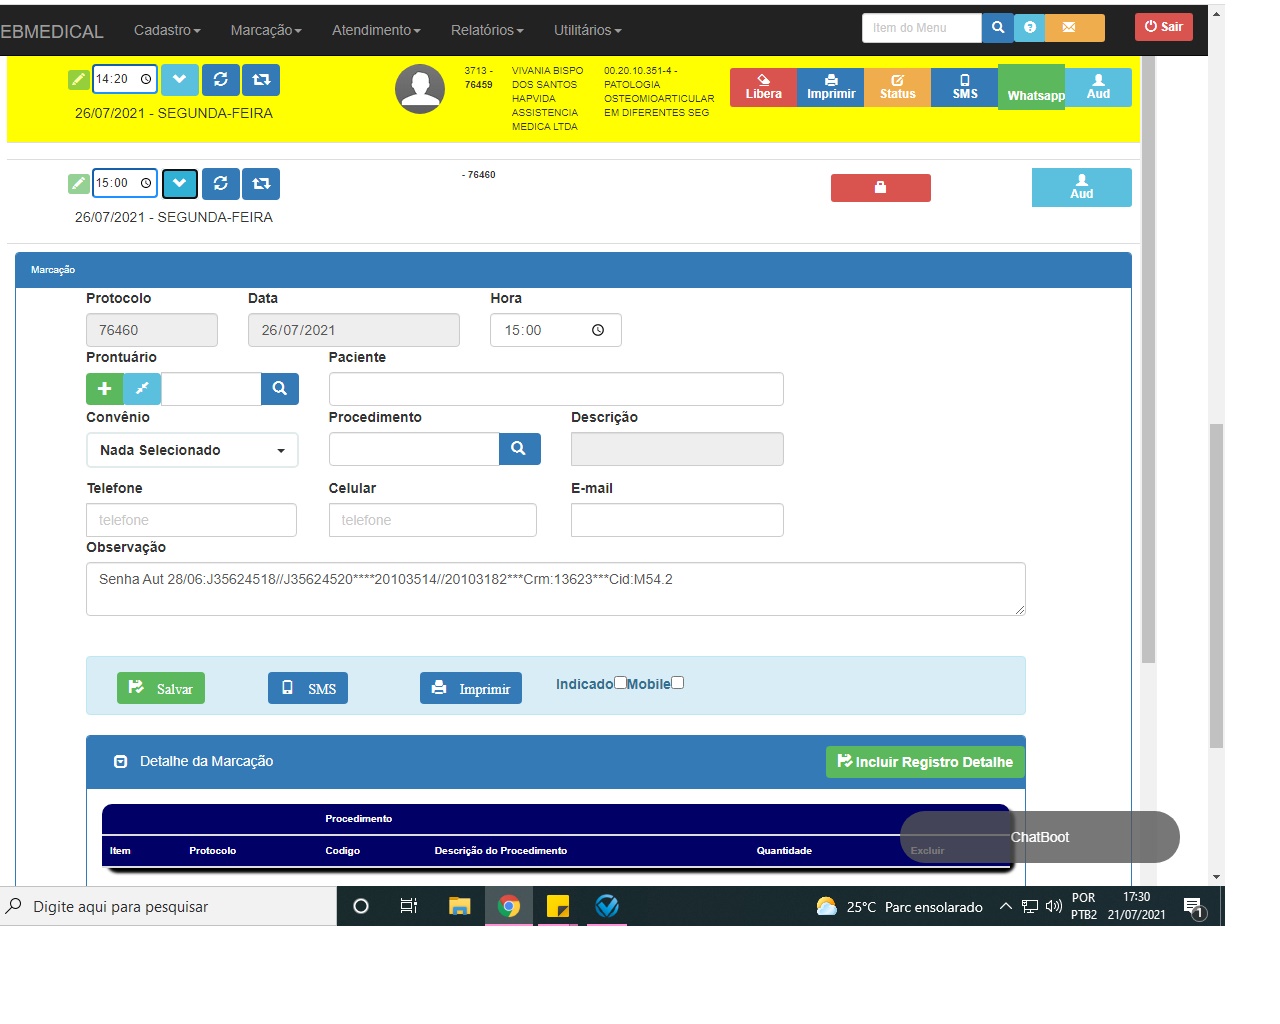 EBMEDICAL Cadastro Marcação Atendimento Relatórios Utilitários Item do Menu Sair
14:20
26/07/2021 - SEGUNDA-FEIRA
3713 -
76459
VIVANIA BISPO
DOS SANTOS
HAPVIDA
ASSISTENCIA
MEDICA LTDA
00.20.10.351-4 -
PATOLOGIA
OSTEOMIOARTICULAR
EM DIFERENTES SEG
Libera Imprimir Status SMS Whatsapp Aud
15:00
26/07/2021 - SEGUNDA-FEIRA
- 76460
Aud
Marcação
Protocolo Data Hora
76460 26/07/2021 15:00
Prontuário Paciente
Convênio Procedimento Descrição
Nada Selecionado
Telefone Celular E-mail
telefone telefone
Observação
Senha Aut 28/06:J35624518//J35624520****20103514//20103182***Crm:13623***Cid:M54.2
Salvar SMS Imprimir Indicado Mobile
Detalhe da Marcação Incluir Registro Detalhe
Procedimento
Item Protocolo Codigo Descrição do Procedimento Quantidade Excluir
ChatBoot
Digite aqui para pesquisar
25°C Parc ensolarado
POR
PTB2
17:30
21/07/2021
1